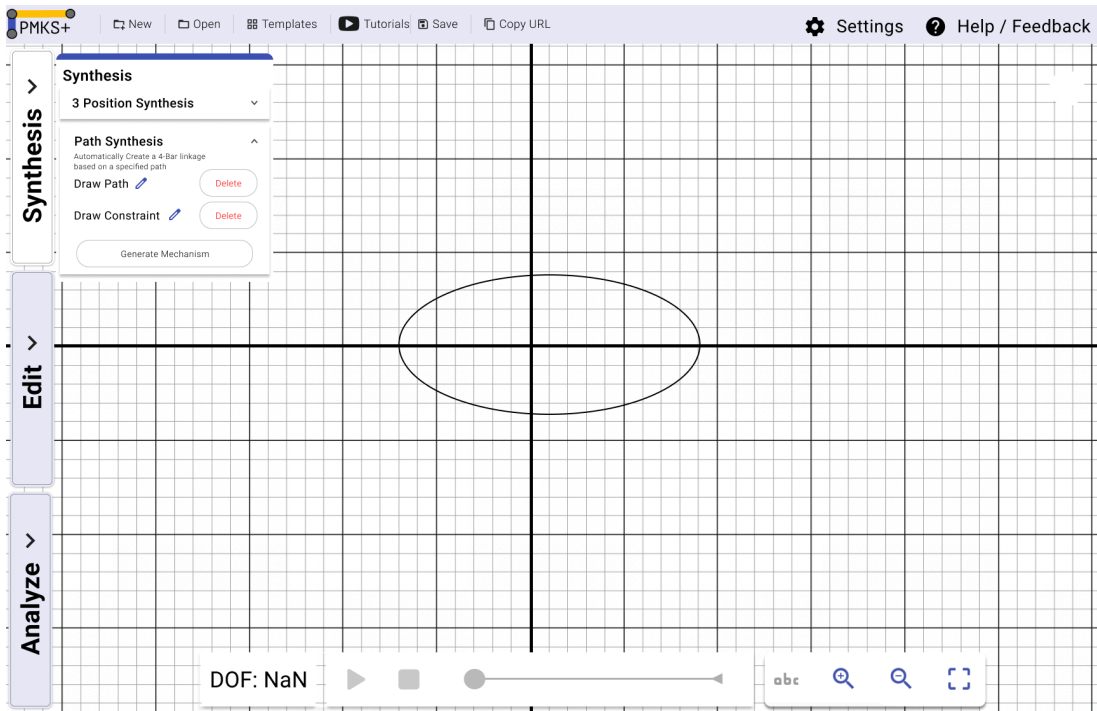 PMKS+
New
Open
Templates
Tutorials
Save
Copy URL
Settings
Help / Feedback
Synthesis
Synthesis
3 Position Synthesis
Path Synthesis
Automatically Create a 4-Bar linkage
based on a specified path
Draw Path
Delete
Draw Constraint
Delete
Generate Mechanism
Edit
Analyze
DOF: NaN
abc